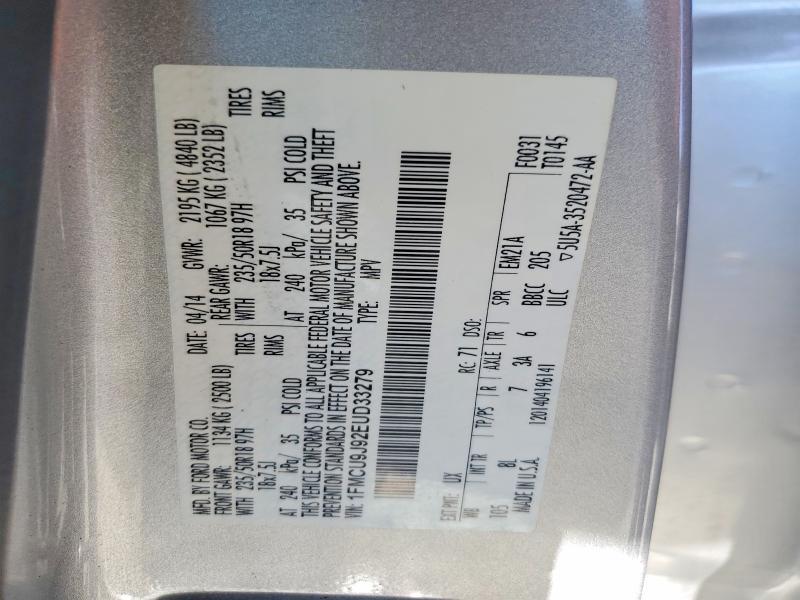 MFD. BY FORD MOTOR CO.
DATE: 04/14 GVWR: 2195 KG ( 4840 LB)
FRONT GAWR: 1134 KG ( 2500 LB) REAR GAWR: 1067 KG ( 2352 LB)
WITH 235/50R18 97H TIRES WITH 235/50R18 97H TIRES
18x7.5J RIMS 18x7.5J RIMS
AT 240 kPa/ 35 PSI COLD AT 240 kPa/ 35 PSI COLD
THIS VEHICLE CONFORMS TO ALL APPLICABLE FEDERAL MOTOR VEHICLE SAFETY AND THEFT
PREVENTION STANDARDS IN EFFECT ON THE DATE OF MANUFACTURE SHOWN ABOVE.
VIN: 1FMCU9J92EUD33279 TYPE: MPV
F0031
T0145
EXT PNT: UX RC: 71 DSO:
WB INT TR TP/PS R AXLE TR SPR EM21A
105 BL 7 3A 6 BBCC 205
MADE IN U.S.A. 120140419614I ULC
▽5U5A-3520472-AA